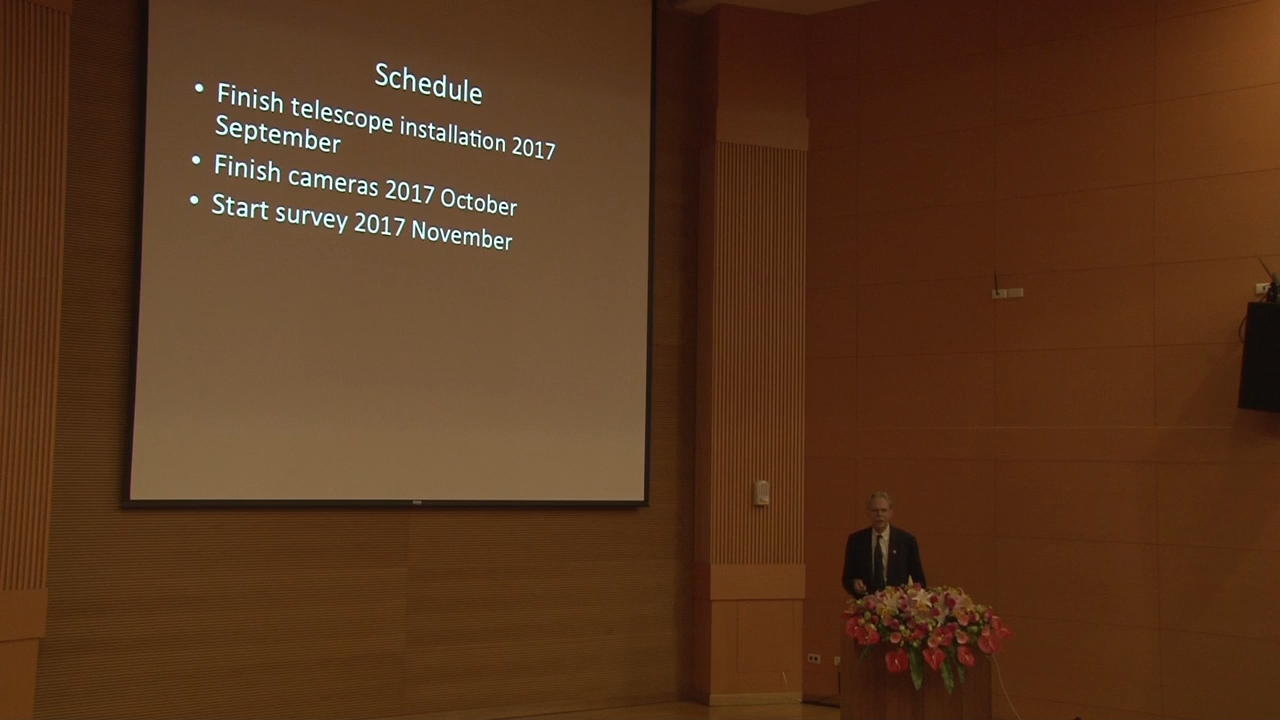 Schedule
• Finish telescope installation 2017
September
• Finish cameras 2017 October
• Start survey 2017 November